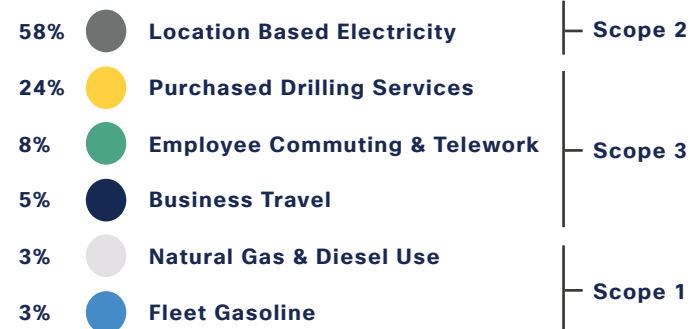 58% Location Based Electricity Scope 2
24% Purchased Drilling Services
8% Employee Commuting & Telework Scope 3
5% Business Travel
3% Natural Gas & Diesel Use
3% Fleet Gasoline Scope 1